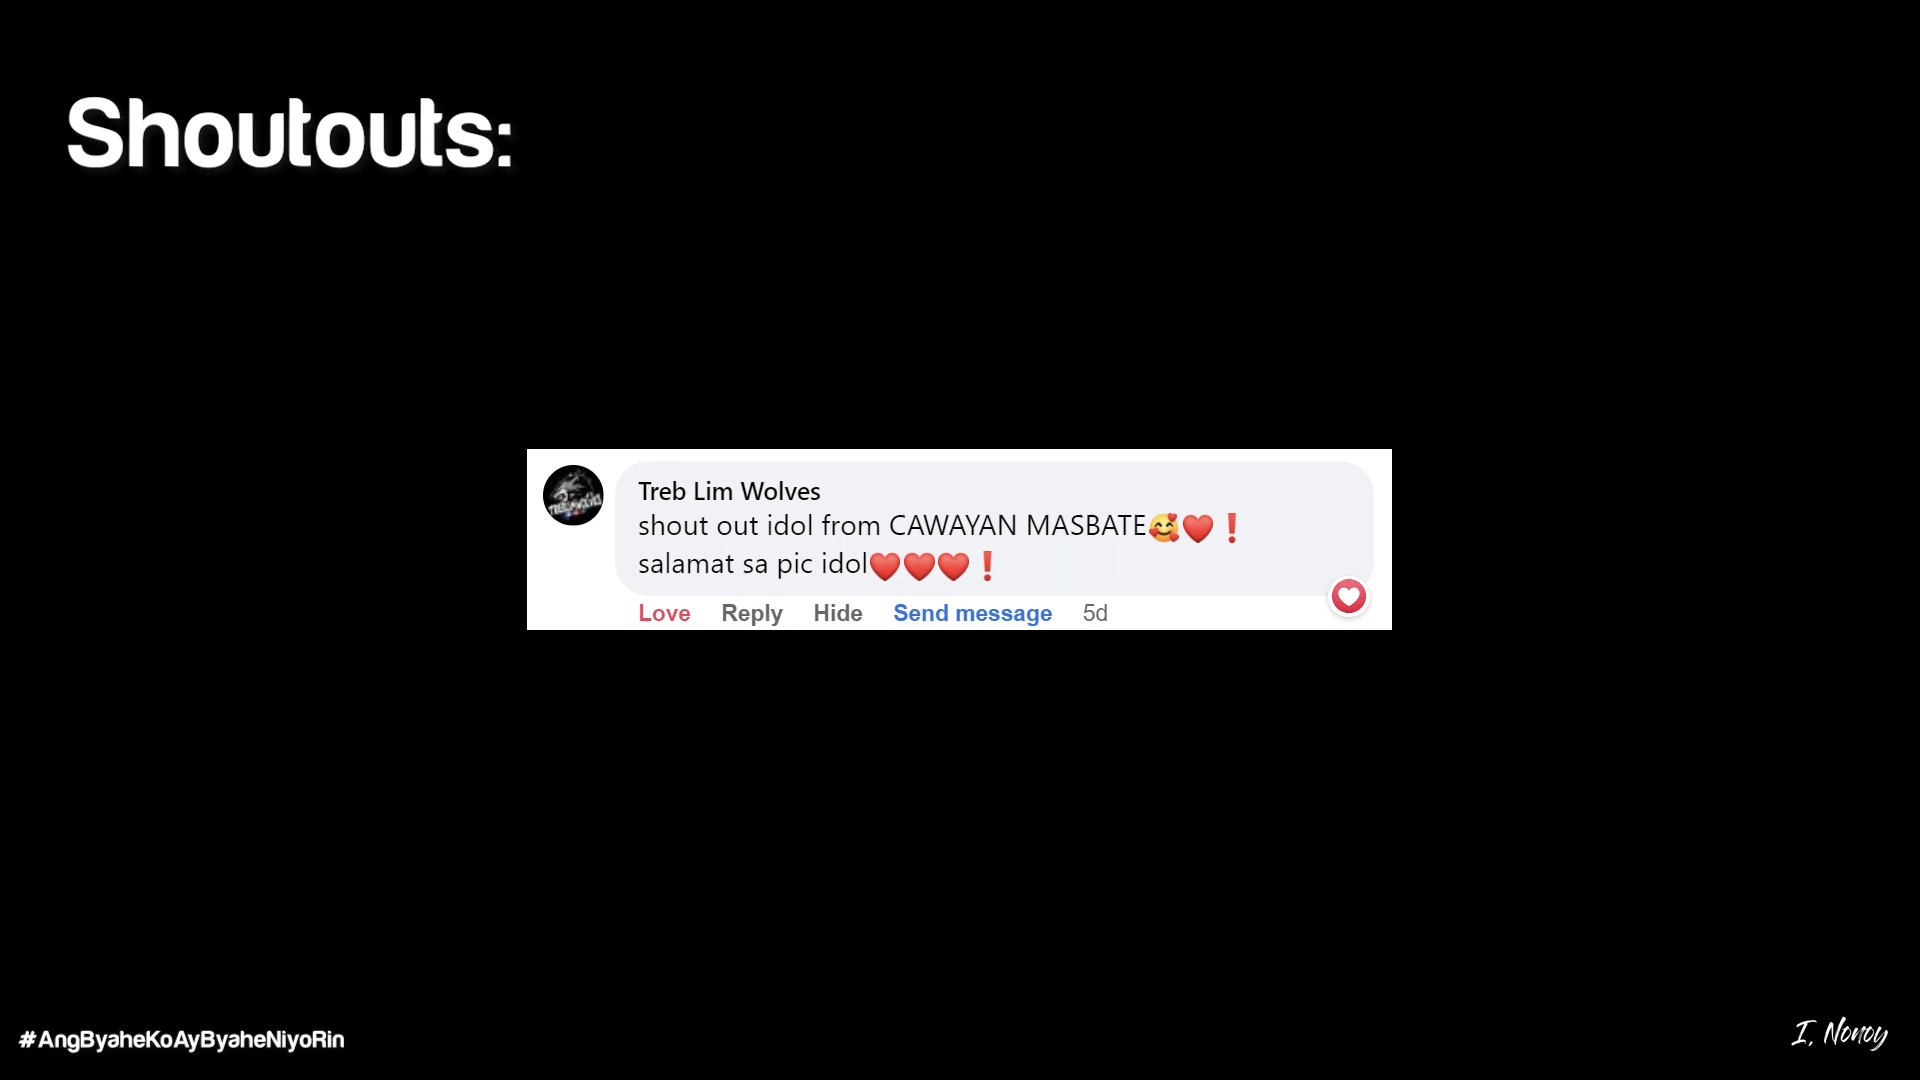 Shoutouts:
Treb Lim Wolves
shout out idol from CAWAYAN MASBATE🥰❤️❗
salamat sa pic idol❤️❤️❤️❗
Love Reply Hide Send message 5d
#AngByaheKoAyByaheNiyoRin
I, Nonoy